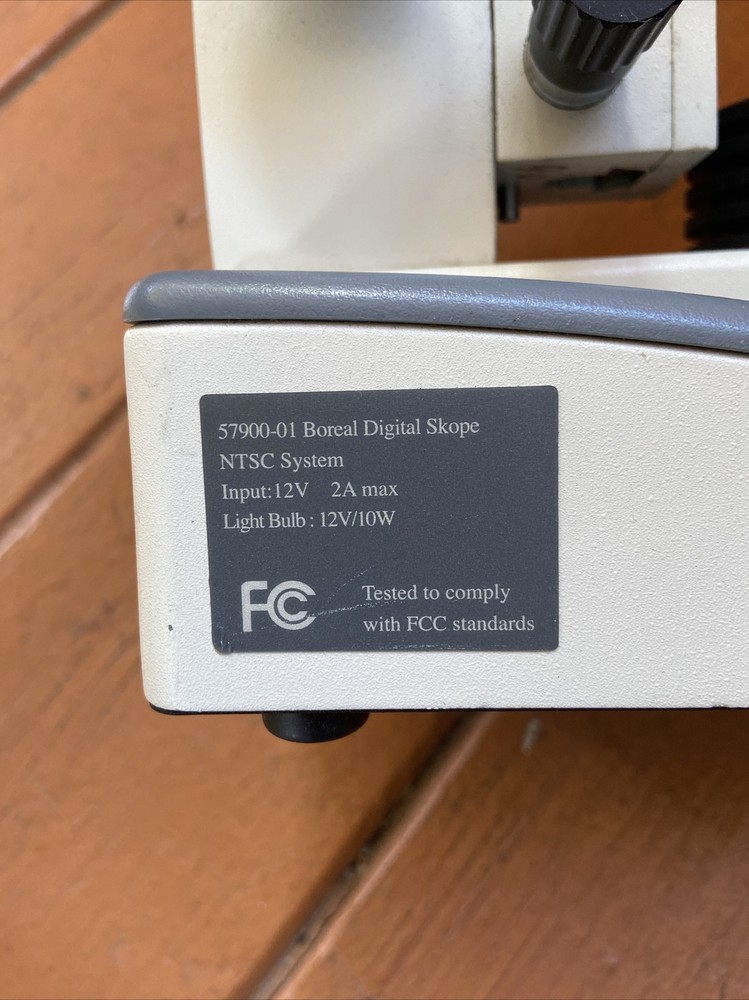 57900-01 Boreal Digital Skope
NTSC System
Input:12V 2A max
Light Bulb : 12V/10W
FCC
Tested to comply
with FCC standards